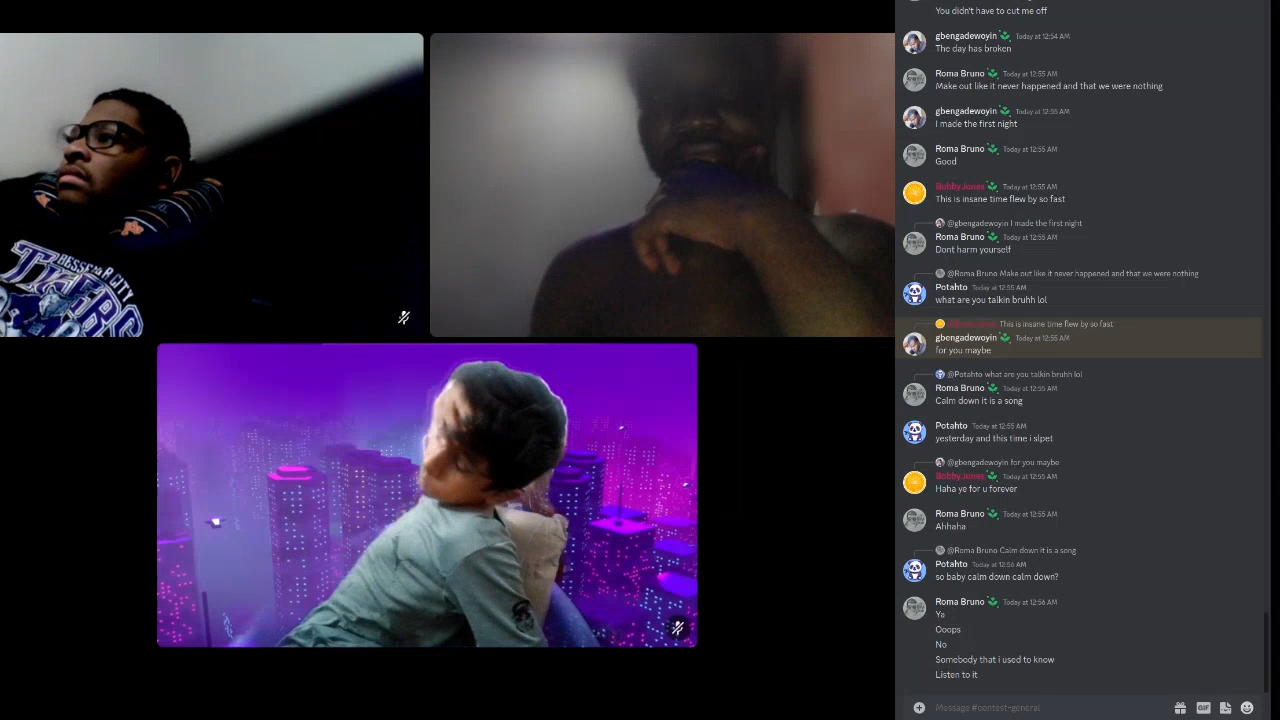 You didn't have to cut me off
gbengadewoyin Today at 12:54 AM
The day has broken
Roma Bruno Today at 12:55 AM
Make out like it never happened and that we were nothing
gbengadewoyin Today at 12:55 AM
I made the first night
Roma Bruno Today at 12:55 AM
Good
BobbyJones Today at 12:55 AM
This is insane time flew by so fast
@gbengadewoyin I made the first night
Roma Bruno Today at 12:55 AM
Dont harm yourself
@Roma Bruno Make out like it never happened and that we were nothing
Potahto Today at 12:55 AM
what are you talkin bruhh lol
This is insane time flew by so fast
gbengadewoyin Today at 12:55 AM
for you maybe
@Potahto what are you talkin bruhh lol
Roma Bruno Today at 12:55 AM
Calm down it is a song
Potahto Today at 12:55 AM
yesterday and this time i slpet
@gbengadewoyin for you maybe
BobbyJones Today at 12:55 AM
Haha ye for u forever
Roma Bruno Today at 12:55 AM
Ahhaha
@Roma Bruno Calm down it is a song
Potahto Today at 12:56 AM
so baby calm down calm down?
Roma Bruno Today at 12:56 AM
Ya
Ooops
No
Somebody that i used to know
Listen to it
Message #contest-general
GIF
BESSEMER CITY